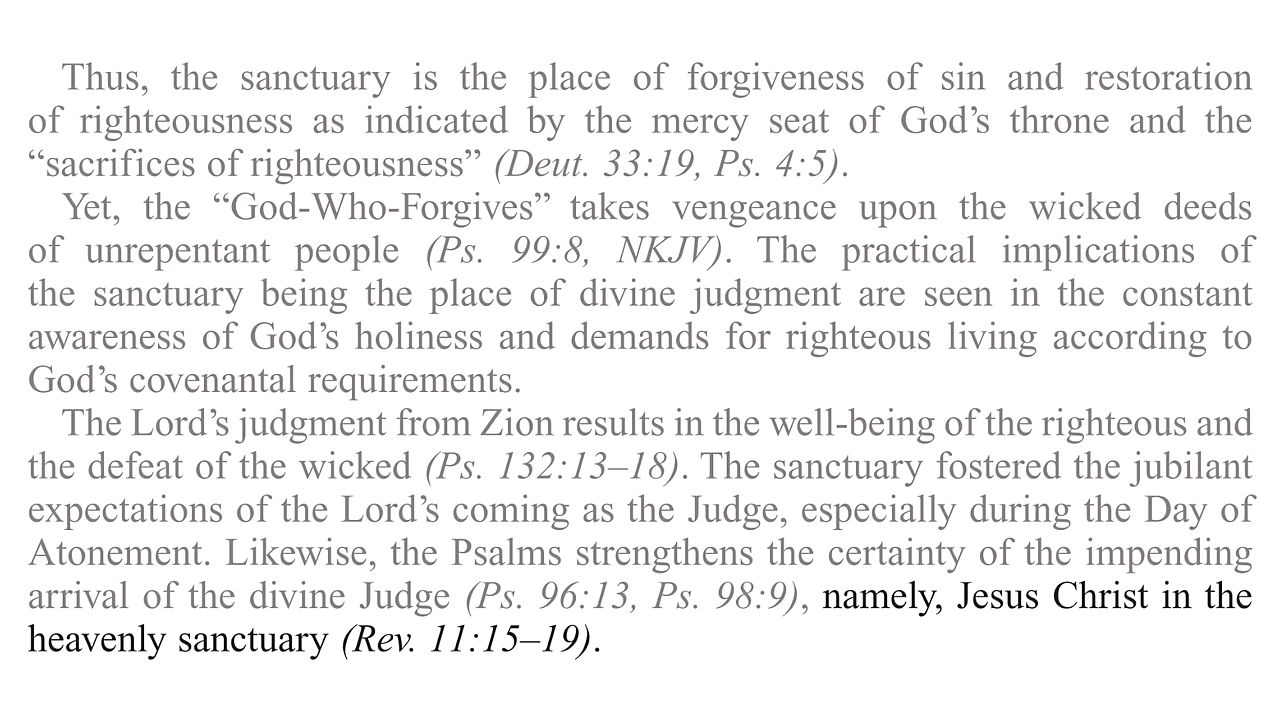 Thus, the sanctuary is the place of forgiveness of sin and restoration
of righteousness as indicated by the mercy seat of God’s throne and the
“sacrifices of righteousness” (Deut. 33:19, Ps. 4:5).
Yet, the “God-Who-Forgives” takes vengeance upon the wicked deeds
of unrepentant people (Ps. 99:8, NKJV). The practical implications of
the sanctuary being the place of divine judgment are seen in the constant
awareness of God’s holiness and demands for righteous living according to
God’s covenantal requirements.
The Lord’s judgment from Zion results in the well-being of the righteous and
the defeat of the wicked (Ps. 132:13–18). The sanctuary fostered the jubilant
expectations of the Lord’s coming as the Judge, especially during the Day of
Atonement. Likewise, the Psalms strengthens the certainty of the impending
arrival of the divine Judge (Ps. 96:13, Ps. 98:9), namely, Jesus Christ in the
heavenly sanctuary (Rev. 11:15–19).